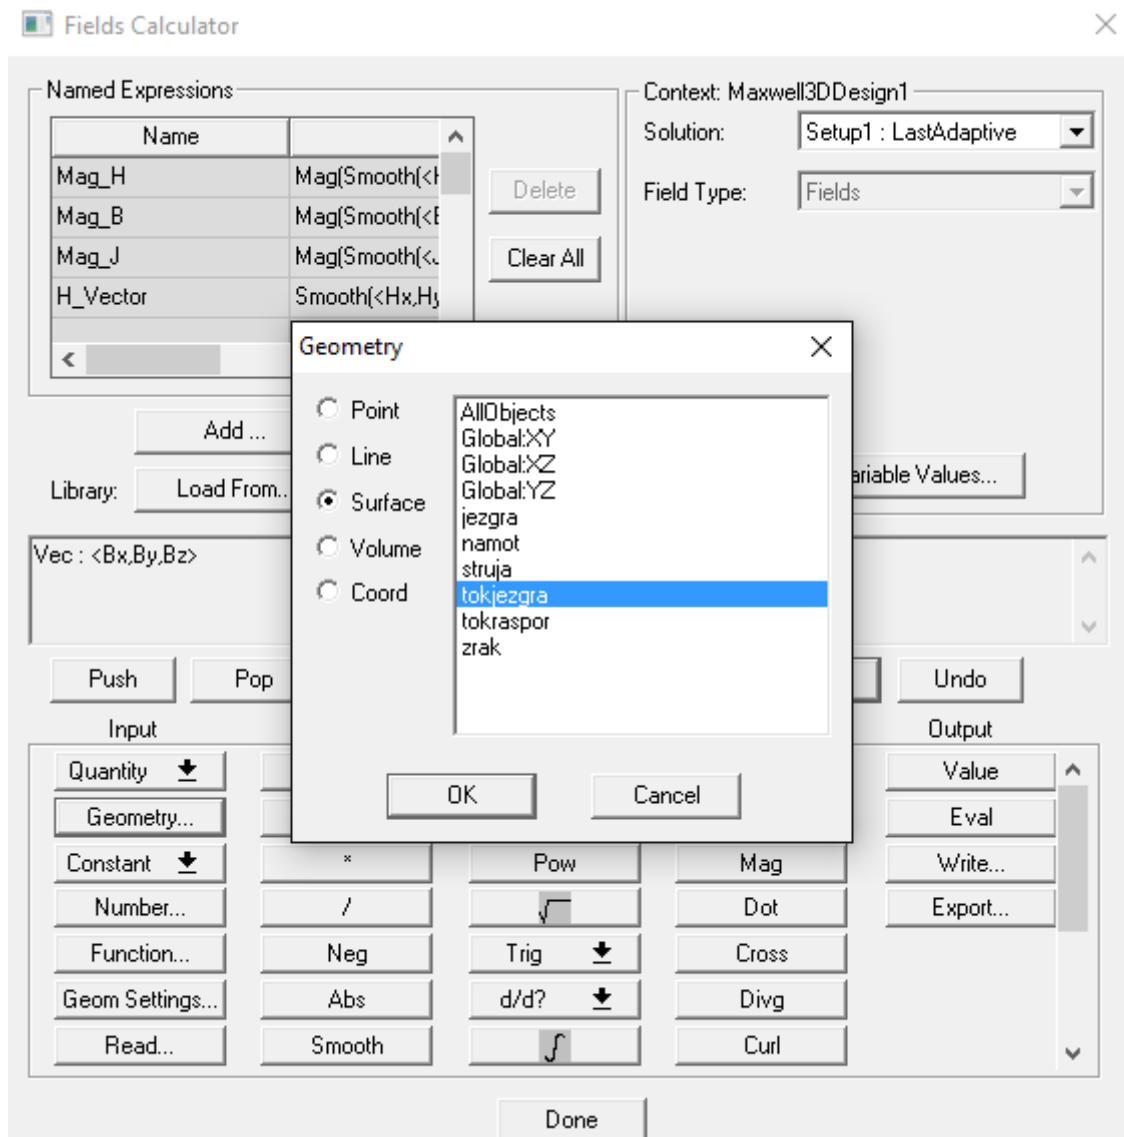 Fields Calculator
Named Expressions
Name
Mag_H Mag(Smooth(<H
Mag_B Mag(Smooth(<B
Mag_J Mag(Smooth(<J
H_Vector Smooth(<Hx,Hy
Delete
Clear All
Context: Maxwell3DDesign1
Solution: Setup1 : LastAdaptive
Field Type: Fields
Add ...
Library: Load From..
ariable Values...
Geometry
Point
Line
Surface
Volume
Coord
AllObjects
Global:XY
Global:XZ
Global:YZ
jezgra
namot
struja
tokjezgra
tokraspor
zrak
OK Cancel
Vec : <Bx,By,Bz>
Push Pop Undo
Input Output
Quantity Value
Geometry... Eval
Constant * Pow Mag Write...
Number... / √ Dot Export...
Function... Neg Trig Cross
Geom Settings... Abs d/d? Divg
Read... Smooth ∫ Curl
Done